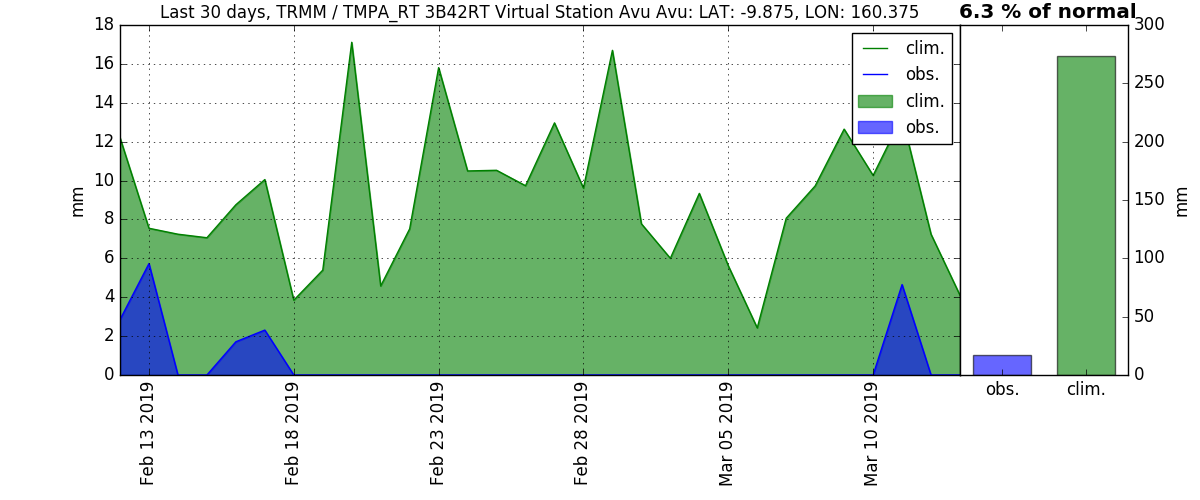 Last 30 days, TRMM / TMPA_RT 3B42RT Virtual Station Avu Avu: LAT: -9.875, LON: 160.375
6.3 % of normal
mm
18
16
14
12
10
8
6
4
2
0
clim.
obs.
clim.
obs.
Feb 13 2019
Feb 18 2019
Feb 23 2019
Feb 28 2019
Mar 05 2019
Mar 10 2019
obs.
clim.
300
250
200
150
100
50
0
mm